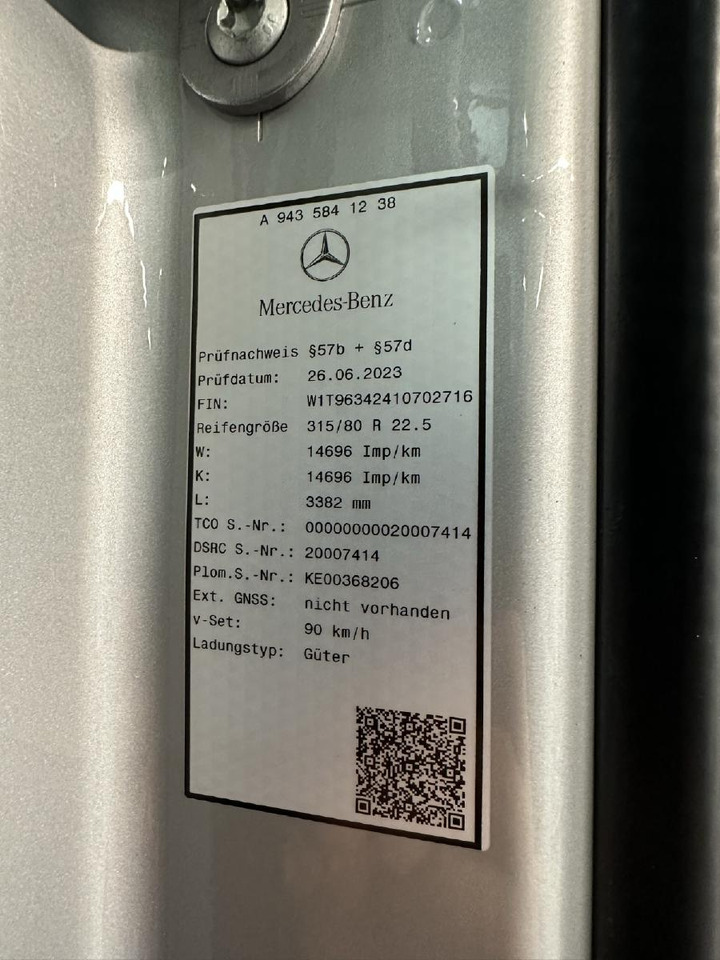 A 943 584 12 38
Mercedes-Benz
Prüfnachweis §57b + §57d
Prüfdatum: 26.06.2023
FIN: W1T96342410702716
Reifengröße 315/80 R 22.5
W: 14696 Imp/km
K: 14696 Imp/km
L: 3382 mm
TCO S.-Nr.: 00000000020007414
DSRC S.-Nr.: 20007414
Plom.S.-Nr.: KE00368206
Ext. GNSS: nicht vorhanden
v-Set: 90 km/h
Ladungstyp: Güter